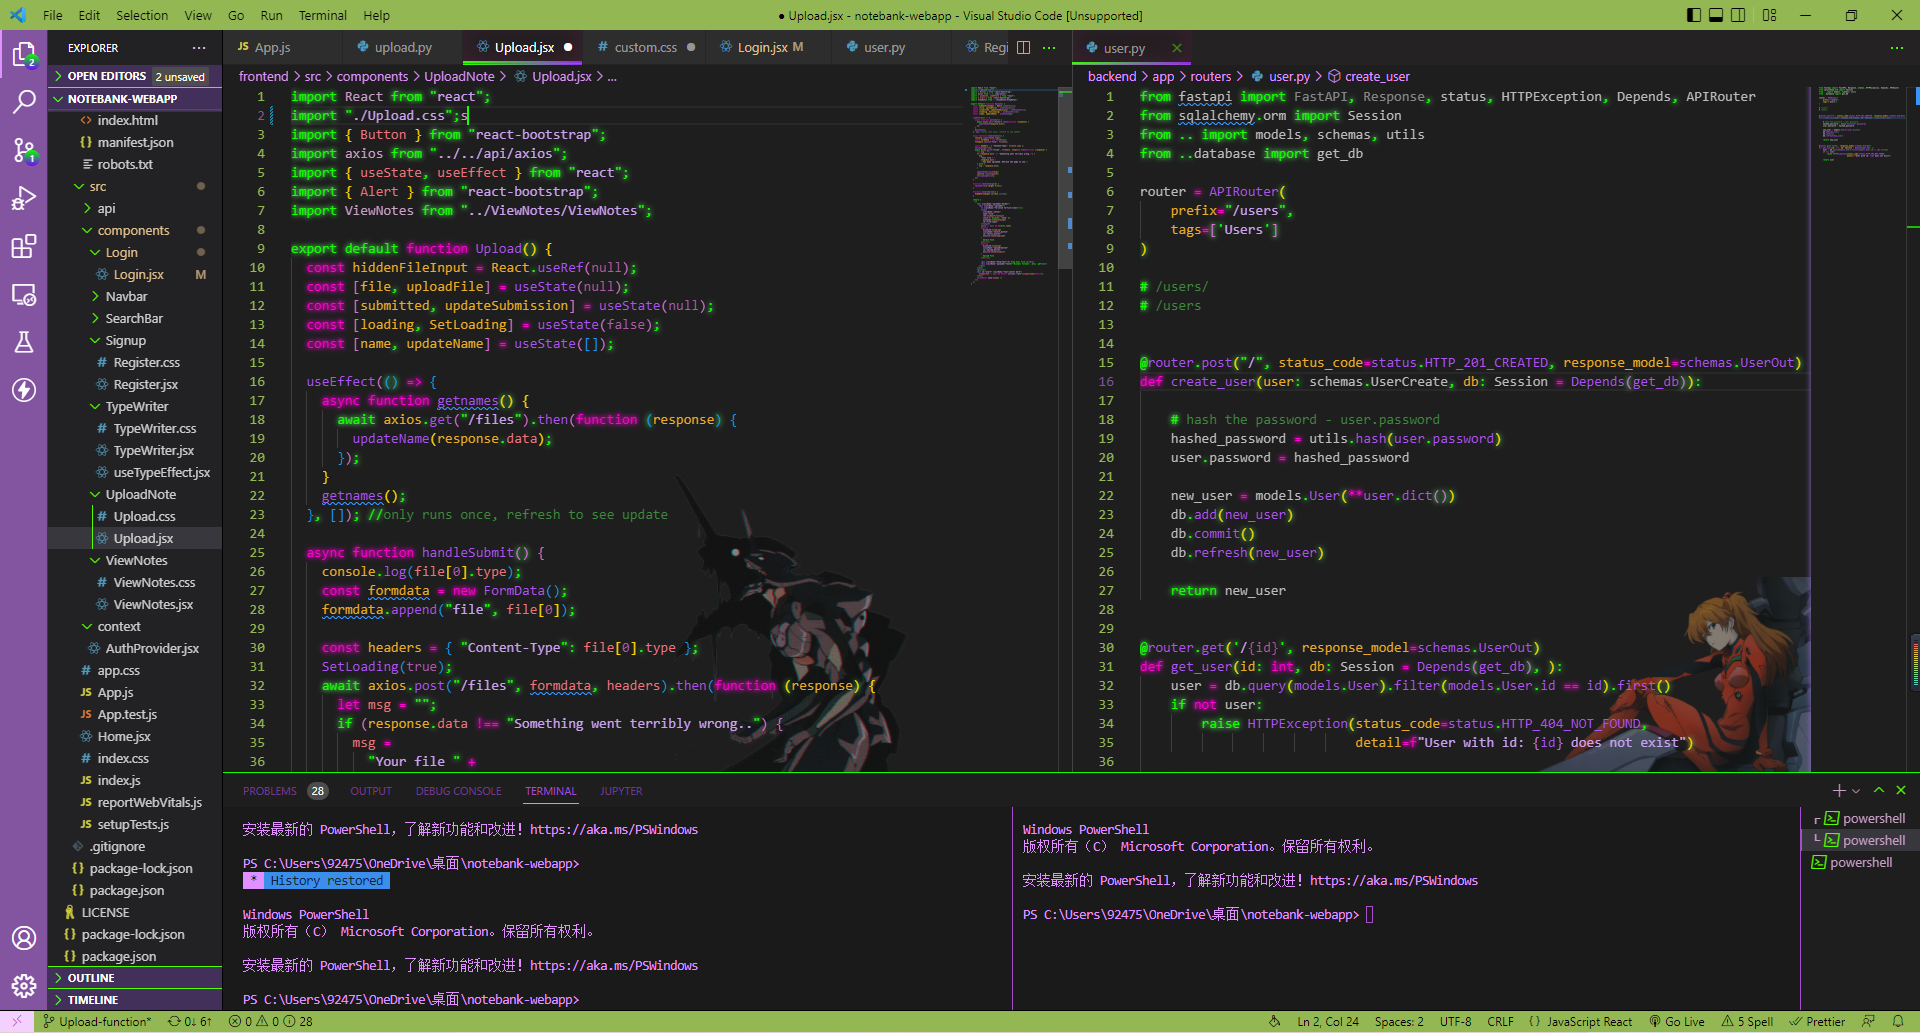 File Edit Selection View Go Run Terminal Help
● Upload.jsx - notebank-webapp - Visual Studio Code [Unsupported]
EXPLORER
OPEN EDITORS 2 unsaved
NOTEBANK-WEBAPP
index.html
manifest.json
robots.txt
src
api
components
Login
Login.jsx M
Navbar
SearchBar
Signup
Register.css
Register.jsx
TypeWriter
TypeWriter.css
TypeWriter.jsx
useTypeEffect.jsx
UploadNote
Upload.css
Upload.jsx
ViewNotes
ViewNotes.css
ViewNotes.jsx
context
AuthProvider.jsx
app.css
App.js
App.test.js
Home.jsx
index.css
index.js
reportWebVitals.js
setupTests.js
.gitignore
package-lock.json
package.json
LICENSE
package-lock.json
package.json
OUTLINE
TIMELINE
JS App.js upload.py Upload.jsx # custom.css Login.jsx M user.py Regi
frontend > src > components > UploadNote > Upload.jsx > ...
1 import React from "react";
2 import "./Upload.css";s
3 import { Button } from "react-bootstrap";
4 import axios from "../../api/axios";
5 import { useState, useEffect } from "react";
6 import { Alert } from "react-bootstrap";
7 import ViewNotes from "../ViewNotes/ViewNotes";
8
9 export default function Upload() {
10 const hiddenFileInput = React.useRef(null);
11 const [file, uploadFile] = useState(null);
12 const [submitted, updateSubmission] = useState(null);
13 const [loading, SetLoading] = useState(false);
14 const [name, updateName] = useState([]);
15
16 useEffect(() => {
17 async function getnames() {
18 await axios.get("/files").then(function (response) {
19 updateName(response.data);
20 });
21 }
22 getnames();
23 }, []); //only runs once, refresh to see update
24
25 async function handleSubmit() {
26 console.log(file[0].type);
27 const formdata = new FormData();
28 formdata.append("file", file[0]);
29
30 const headers = { "Content-Type": file[0].type };
31 SetLoading(true);
32 await axios.post("/files", formdata, headers).then(function (response) {
33 let msg = "";
34 if (response.data !== "Something went terribly wrong..") {
35 msg =
36 "Your file " +
user.py
backend > app > routers > user.py > create_user
1 from fastapi import FastAPI, Response, status, HTTPException, Depends, APIRouter
2 from sqlalchemy.orm import Session
3 from .. import models, schemas, utils
4 from ..database import get_db
5
6 router = APIRouter(
7 prefix="/users",
8 tags=['Users']
9 )
10
11 # /users/
12 # /users
13
14
15 @router.post("/", status_code=status.HTTP_201_CREATED, response_model=schemas.UserOut)
16 def create_user(user: schemas.UserCreate, db: Session = Depends(get_db)):
17
18 # hash the password - user.password
19 hashed_password = utils.hash(user.password)
20 user.password = hashed_password
21
22 new_user = models.User(**user.dict())
23 db.add(new_user)
24 db.commit()
25 db.refresh(new_user)
26
27 return new_user
28
29
30 @router.get('/{id}', response_model=schemas.UserOut)
31 def get_user(id: int, db: Session = Depends(get_db), ):
32 user = db.query(models.User).filter(models.User.id == id).first()
33 if not user:
34 raise HTTPException(status_code=status.HTTP_404_NOT_FOUND,
35 detail=f"User with id: {id} does not exist")
36
PROBLEMS 28 OUTPUT DEBUG CONSOLE TERMINAL JUPYTER
安装最新的 PowerShell，了解新功能和改进！https://aka.ms/PSWindows
PS C:\Users\92475\OneDrive\桌面\notebank-webapp>
* History restored
Windows PowerShell
版权所有（C） Microsoft Corporation。保留所有权利。
安装最新的 PowerShell，了解新功能和改进！https://aka.ms/PSWindows
PS C:\Users\92475\OneDrive\桌面\notebank-webapp>
Windows PowerShell
版权所有（C） Microsoft Corporation。保留所有权利。
安装最新的 PowerShell，了解新功能和改进！https://aka.ms/PSWindows
PS C:\Users\92475\OneDrive\桌面\notebank-webapp>
powershell
powershell
powershell
Upload-function* 0↓ 6↑ 0 0 28
Ln 2, Col 24 Spaces: 2 UTF-8 CRLF { } JavaScript React Go Live 5 Spell Prettier